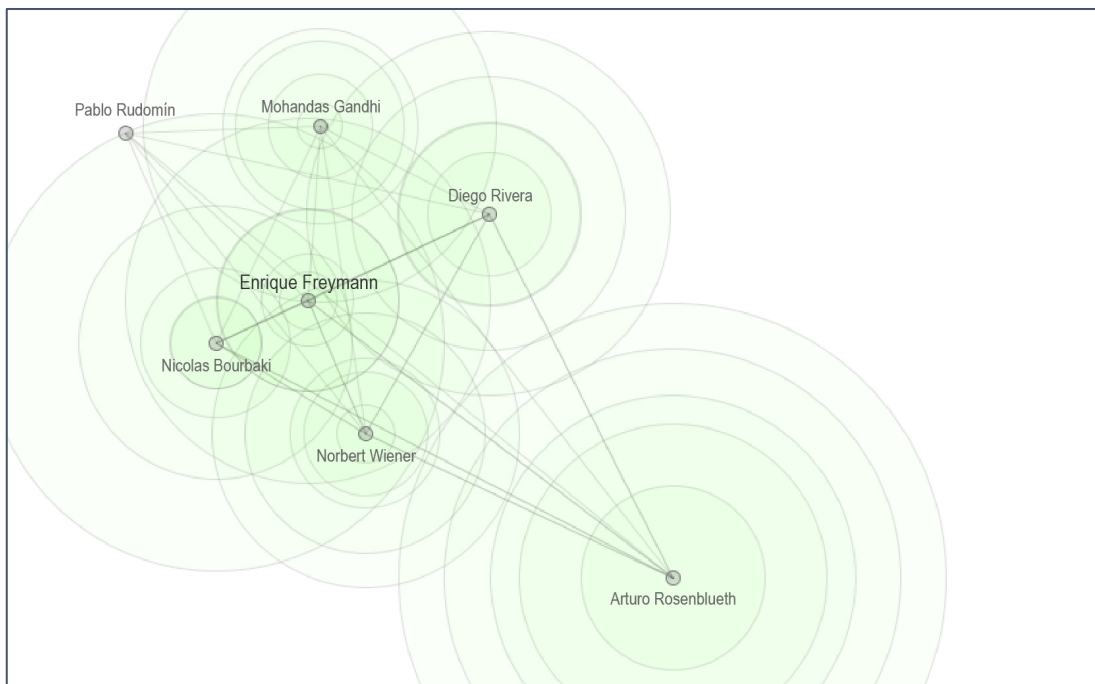 Pablo Rudomín
Mohandas Gandhi
Diego Rivera
Enrique Freymann
Nicolas Bourbaki
Norbert Wiener
Arturo Rosenblueth